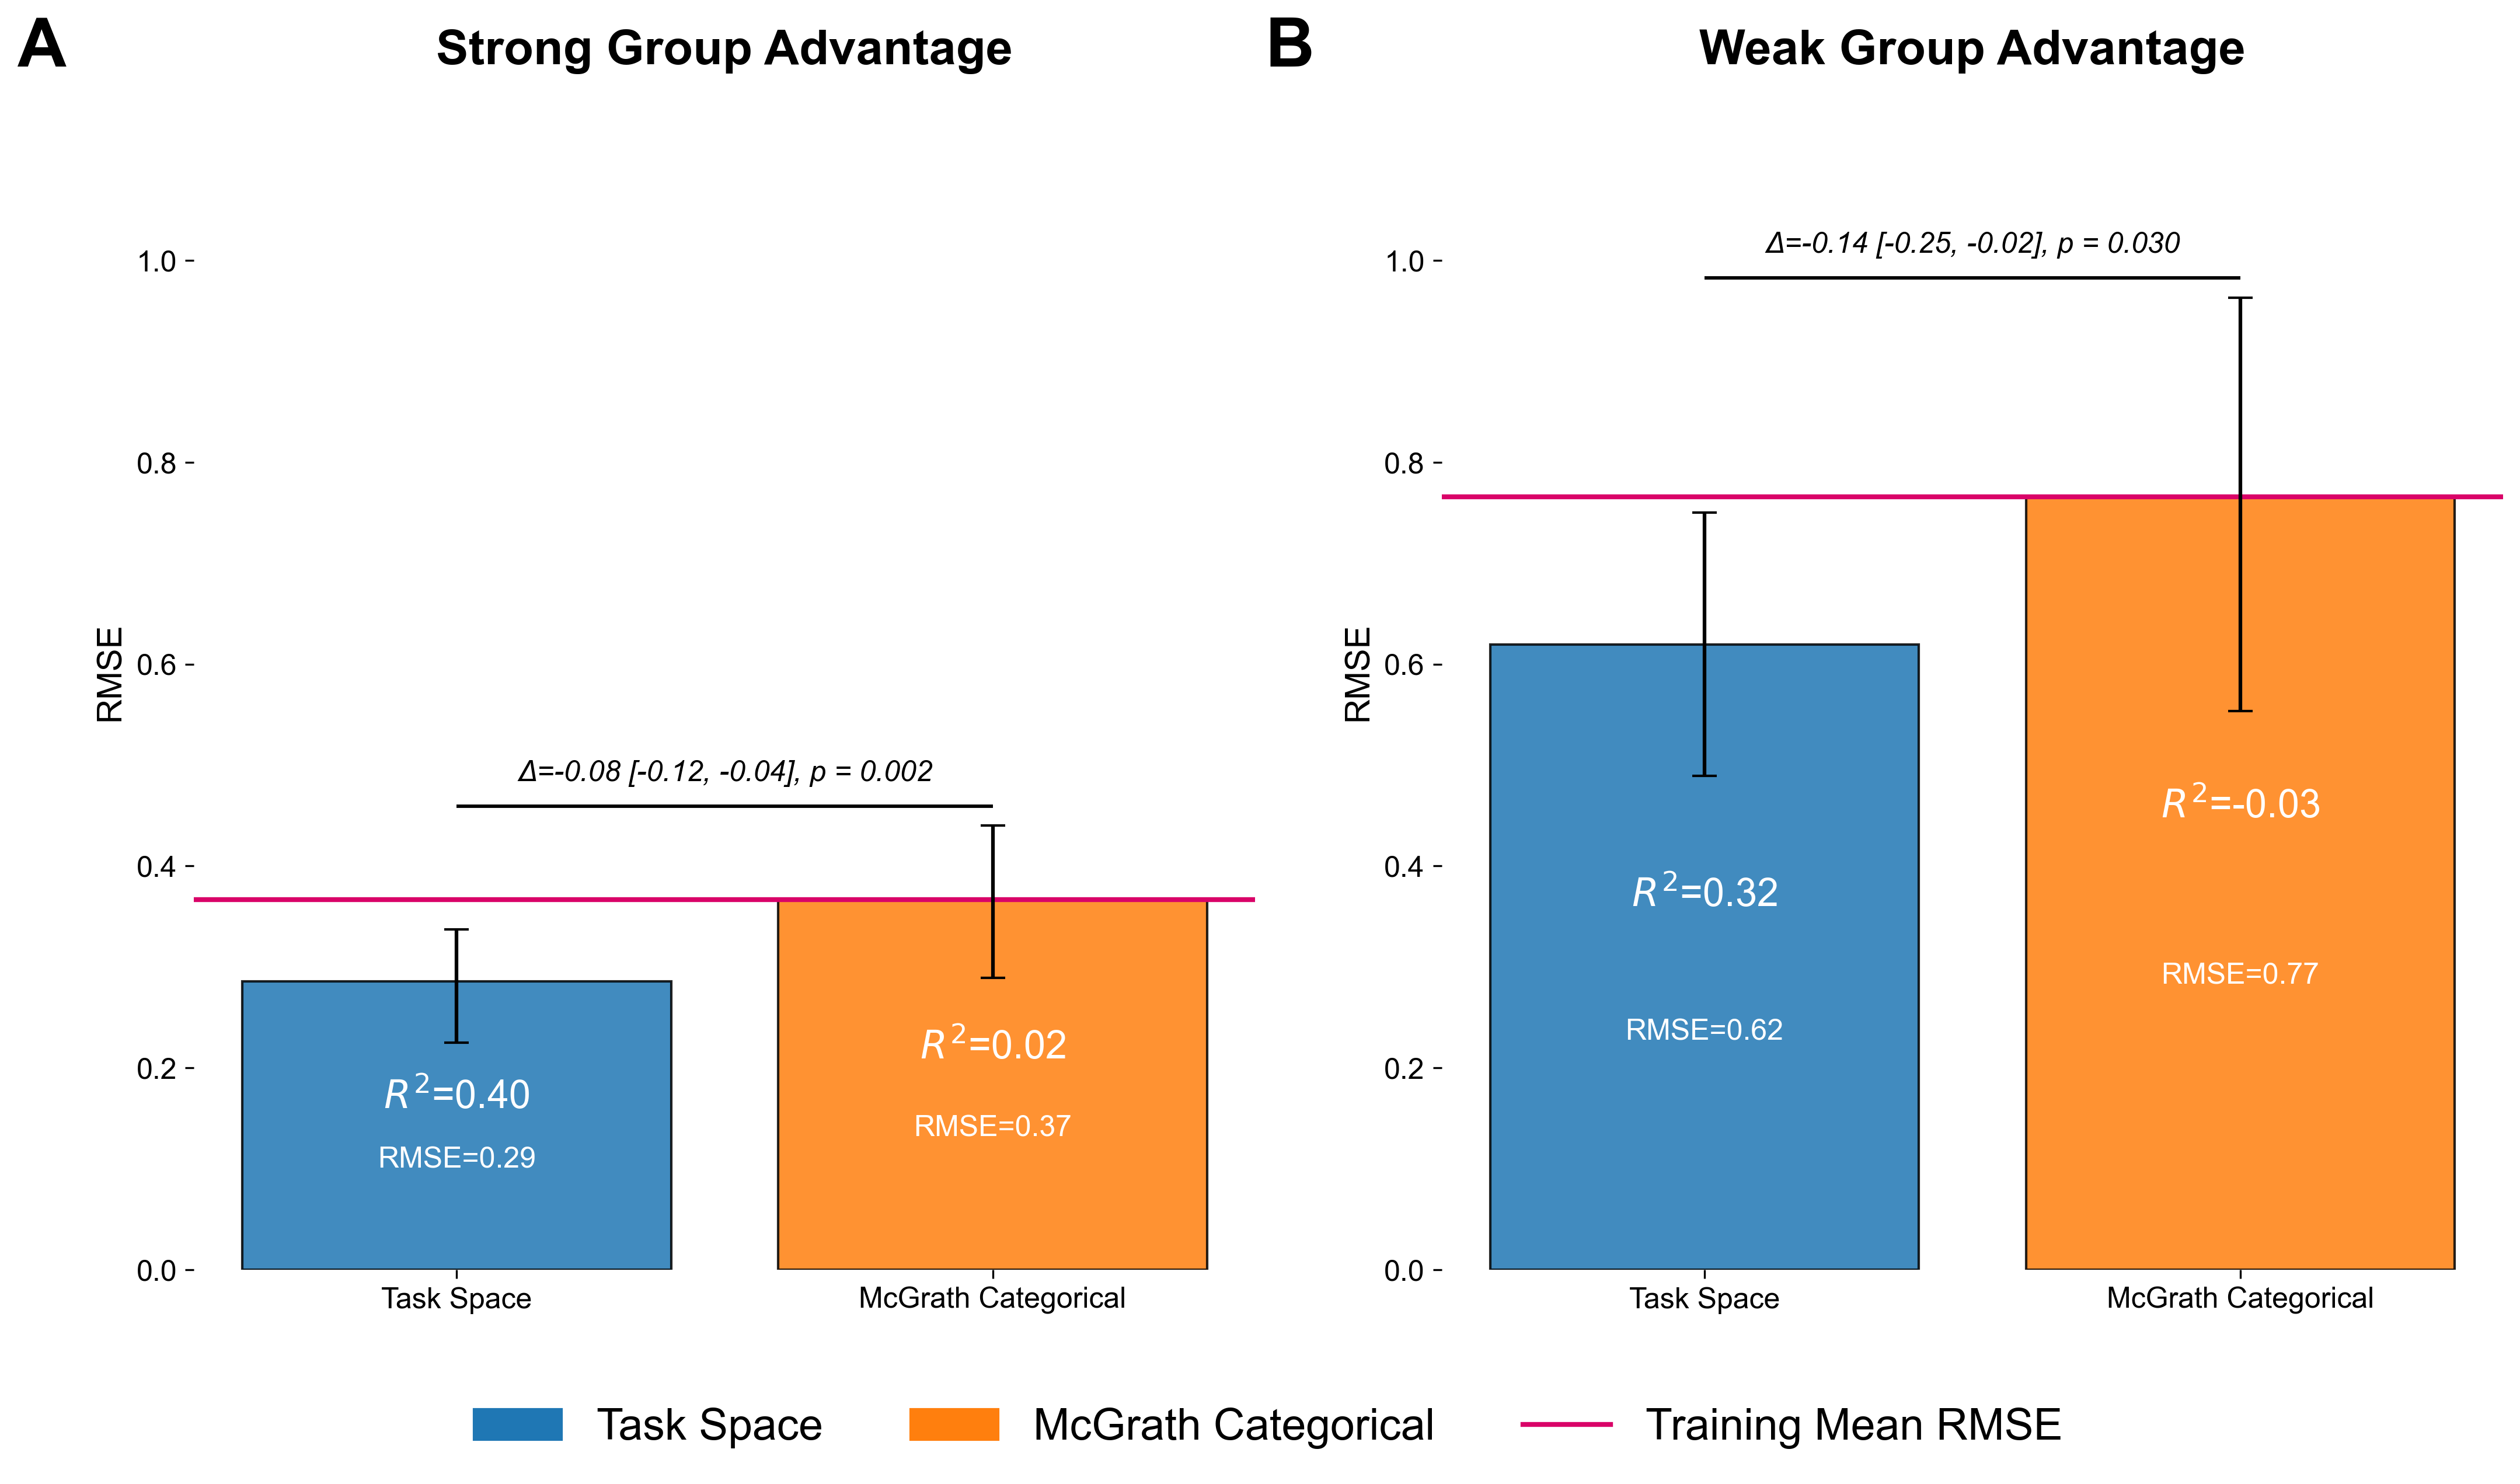 A
Strong Group Advantage
1.0
0.8
0.6
0.4
0.2
0.0
RMSE
Δ=-0.08 [-0.12, -0.04], p = 0.002
R²=0.40
RMSE=0.29
R²=0.02
RMSE=0.37
Task Space
McGrath Categorical
B
Weak Group Advantage
1.0
0.8
0.6
0.4
0.2
0.0
RMSE
Δ=-0.14 [-0.25, -0.02], p = 0.030
R²=0.32
RMSE=0.62
R²=-0.03
RMSE=0.77
Task Space
McGrath Categorical
Task Space
McGrath Categorical
Training Mean RMSE